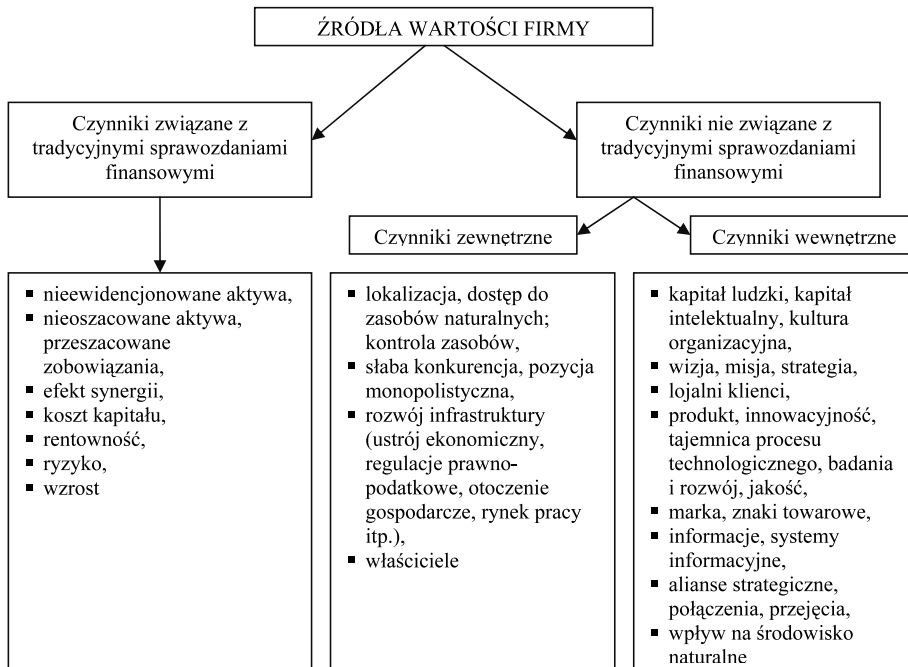 ŹRÓDŁA WARTOŚCI FIRMY
Czynniki związane z
tradycyjnymi sprawozdaniami
finansowymi
Czynniki nie związane z
tradycyjnymi sprawozdaniami
finansowymi
Czynniki zewnętrzne
Czynniki wewnętrzne
▪ nieewidencjonowane aktywa,
▪ nieoszacowane aktywa,
przeszacowane
zobowiązania,
▪ efekt synergii,
▪ koszt kapitału,
▪ rentowność,
▪ ryzyko,
▪ wzrost
▪ lokalizacja, dostęp do
zasobów naturalnych;
kontrola zasobów,
▪ słaba konkurencja, pozycja
monopolistyczna,
▪ rozwój infrastruktury
(ustrój ekonomiczny,
regulacje prawno-
podatkowe, otoczenie
gospodarcze, rynek pracy
itp.),
▪ właściciele
▪ kapitał ludzki, kapitał
intelektualny, kultura
organizacyjna,
▪ wizja, misja, strategia,
▪ lojalni klienci,
▪ produkt, innowacyjność,
tajemnica procesu
technologicznego, badania
i rozwój, jakość,
▪ marka, znaki towarowe,
▪ informacje, systemy
informacyjne,
▪ alianse strategiczne,
połączenia, przejęcia,
▪ wpływ na środowisko
naturalne